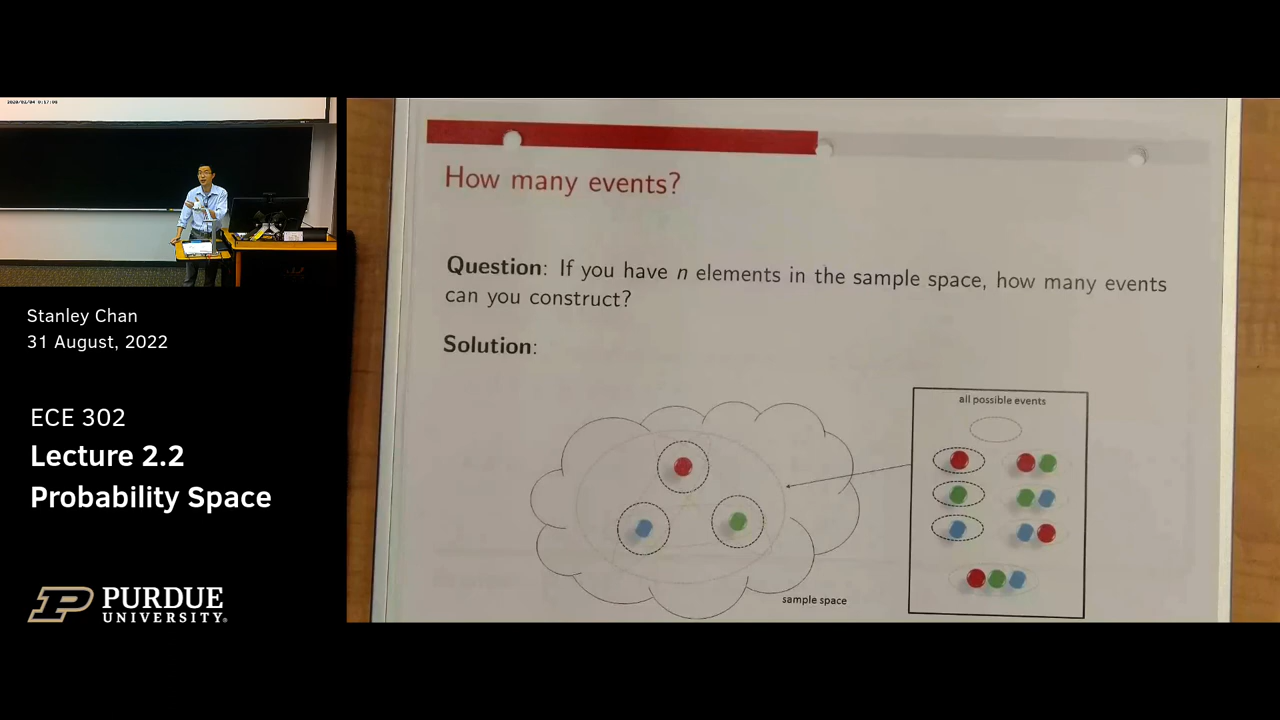 Stanley Chan
31 August, 2022
ECE 302
Lecture 2.2
Probability Space
PURDUE
UNIVERSITY®
How many events?
Question: If you have n elements in the sample space, how many events
can you construct?
Solution:
all possible events
sample space